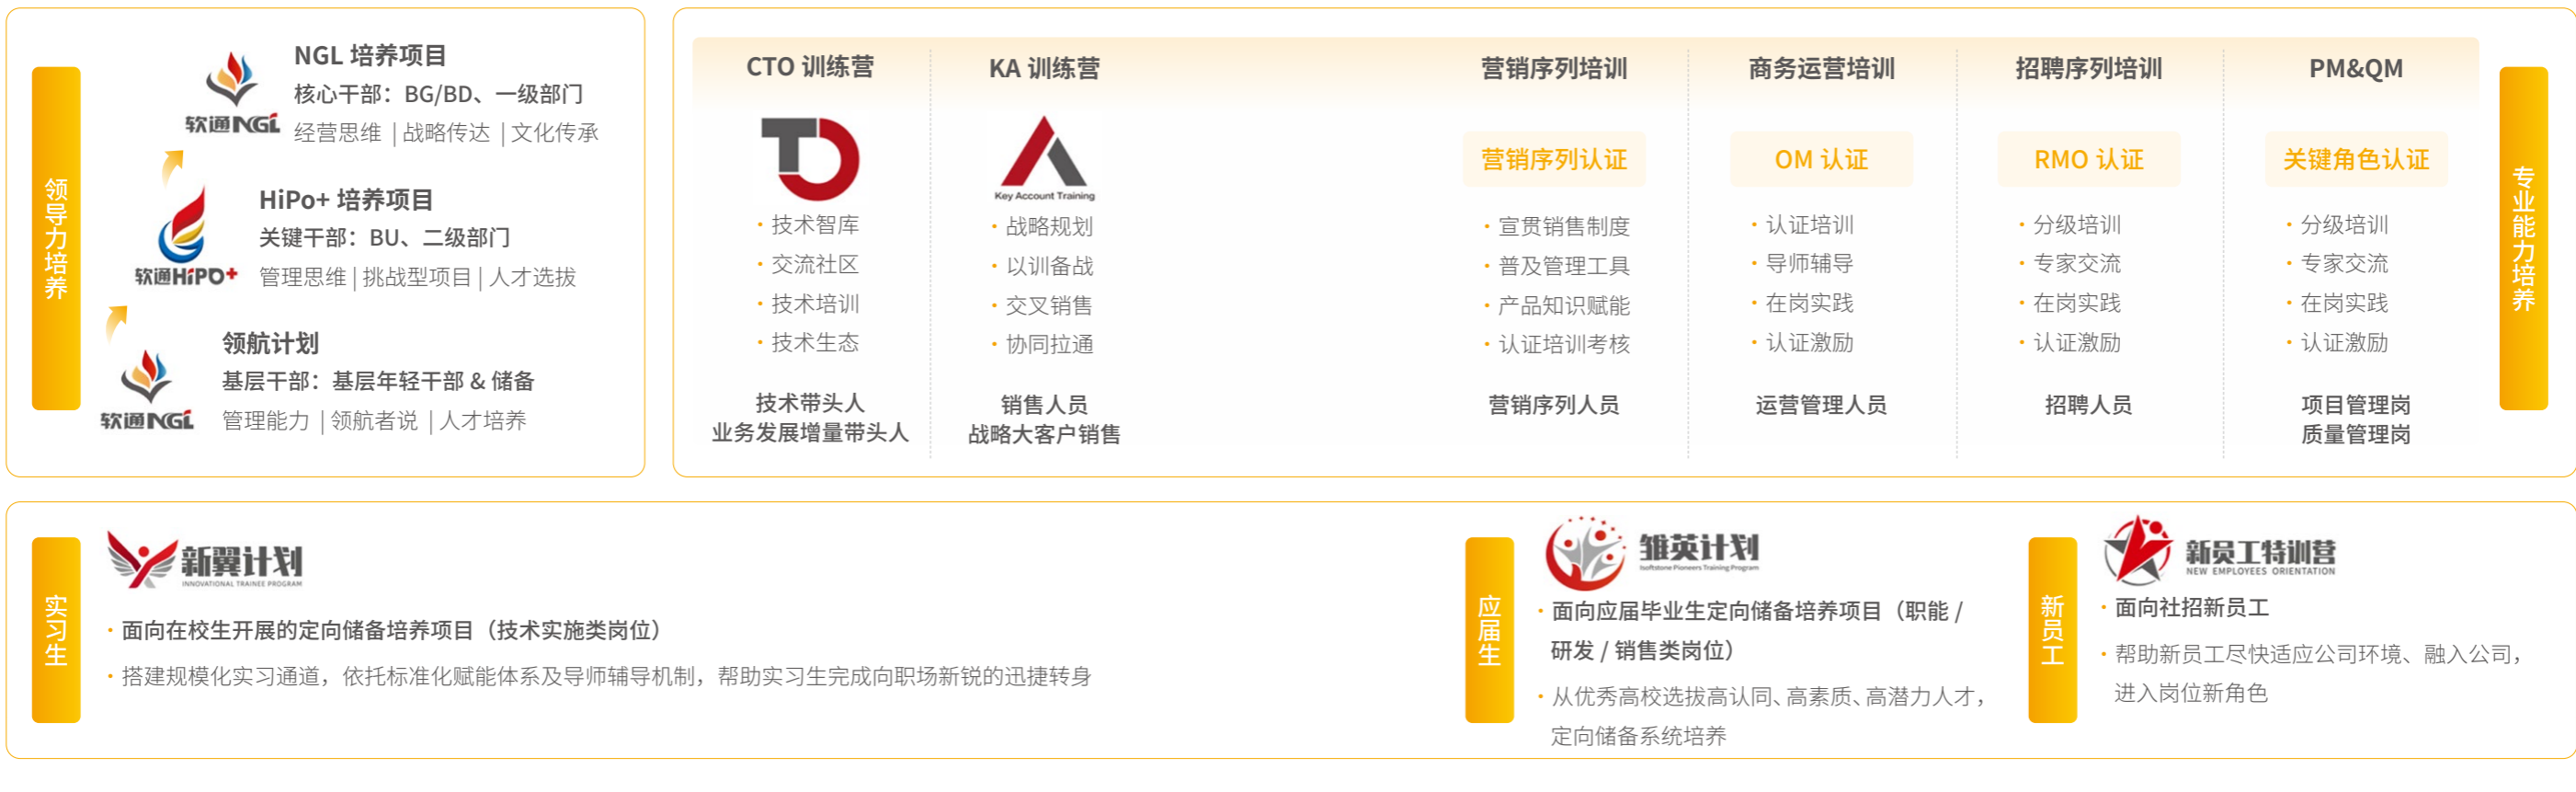 领导力培养
NGL 培养项目
核心干部：BG/BD、一级部门
经营思维 | 战略传达 | 文化传承
软通NGL
HiPo+ 培养项目
关键干部：BU、二级部门
管理思维 | 挑战型项目 | 人才选拔
软通HiPO+
领航计划
基层干部：基层年轻干部 & 储备
管理能力 | 领航者说 | 人才培养
软通NGL
CTO 训练营
· 技术智库
· 交流社区
· 技术培训
· 技术生态
技术带头人
业务发展增量带头人
KA 训练营
Key Account Training
· 战略规划
· 以训备战
· 交叉销售
· 协同拉通
销售人员
战略大客户销售
营销序列培训
营销序列认证
· 宣贯销售制度
· 普及管理工具
· 产品知识赋能
· 认证培训考核
营销序列人员
商务运营培训
OM 认证
· 认证培训
· 导师辅导
· 在岗实践
· 认证激励
运营管理人员
招聘序列培训
RMO 认证
· 分级培训
· 专家交流
· 在岗实践
· 认证激励
招聘人员
PM&QM
关键角色认证
· 分级培训
· 专家交流
· 在岗实践
· 认证激励
项目管理岗
质量管理岗
专业能力培养
实习生
新翼计划
INNOVATIONAL TRAINEE PROGRAM
· 面向在校生开展的定向储备培养项目（技术实施类岗位）
· 搭建规模化实习通道，依托标准化赋能体系及导师辅导机制，帮助实习生完成向职场新锐的迅捷转身
应届生
雏英计划
Isoftstone Pioneers Training Program
· 面向应届毕业生定向储备培养项目（职能 /
研发 / 销售类岗位）
· 从优秀高校选拔高认同、高素质、高潜力人才，
定向储备系统培养
新员工
新员工特训营
NEW EMPLOYEES ORIENTATION
· 面向社招新员工
· 帮助新员工尽快适应公司环境、融入公司，
进入岗位新角色